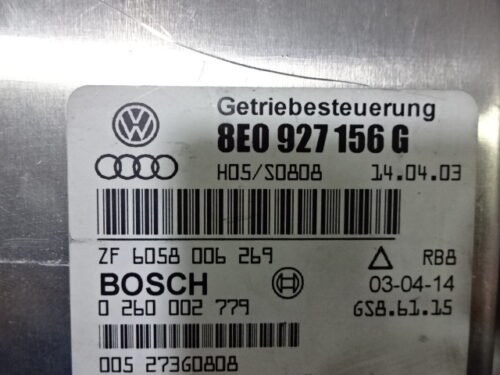 Getriebesteuerung
8E0 927 156 G
H05/S0808 14.04.03
ZF 6058 006 269 RB8
BOSCH 03-04-14
0 260 002 779 GS8.61.15
005 27360808